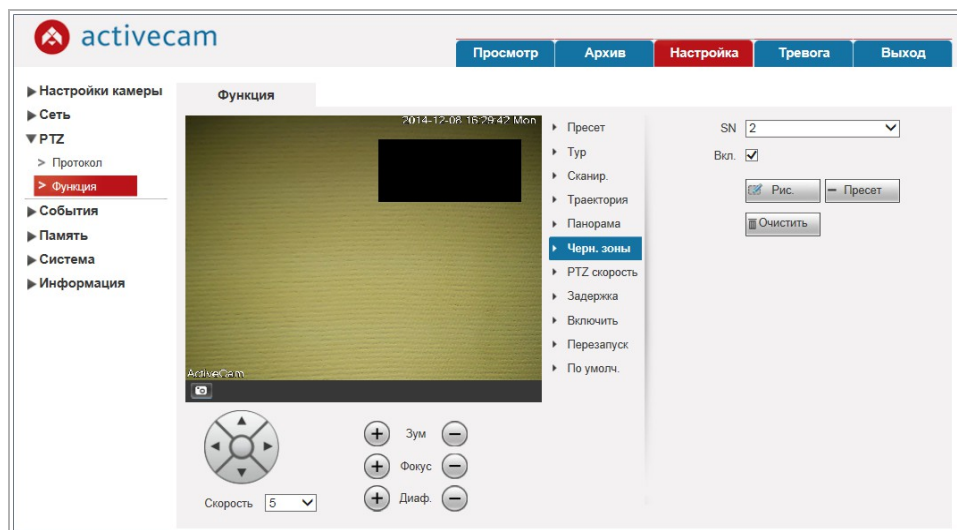 activecam
Просмотр Архив Настройка Тревога Выход
Настройки камеры
Сеть
PTZ
> Протокол
> Функция
События
Память
Система
Информация
Функция
2014-12-08 16:29:42 Mon
ActiveCam
Пресет
Тур
Сканир.
Траектория
Панорама
Черн. зоны
PTZ скорость
Задержка
Включить
Перезапуск
По умолч.
SN 2
Вкл.
Рис. Пресет
Очистить
Зум
Фокус
Диаф.
Скорость 5